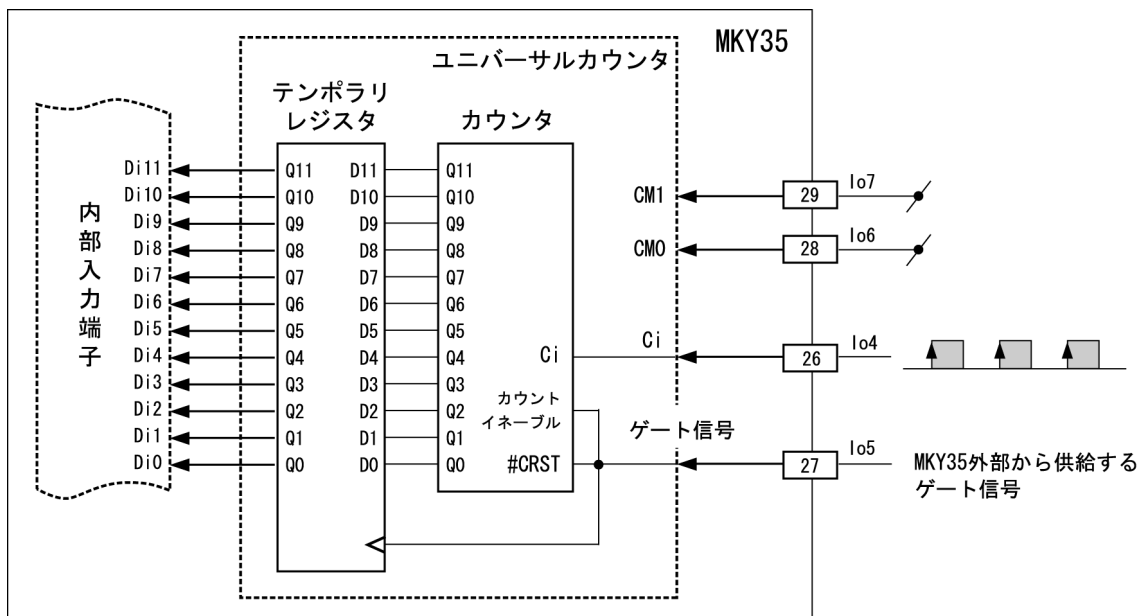 MKY35
ユニバーサルカウンタ
テンポラリ
レジスタ
カウンタ
内部入力端子
Di11
Di10
Di9
Di8
Di7
Di6
Di5
Di4
Di3
Di2
Di1
Di0
Q11
Q10
Q9
Q8
Q7
Q6
Q5
Q4
Q3
Q2
Q1
Q0
D11
D10
D9
D8
D7
D6
D5
D4
D3
D2
D1
D0
Q11
Q10
Q9
Q8
Q7
Q6
Q5
Q4
Q3
Q2
Q1
Q0
Ci
カウント
イネーブル
#CRST
CM1
CM0
Ci
ゲート信号
29
Io7
28
Io6
26
Io4
27
Io5
MKY35外部から供給する
ゲート信号